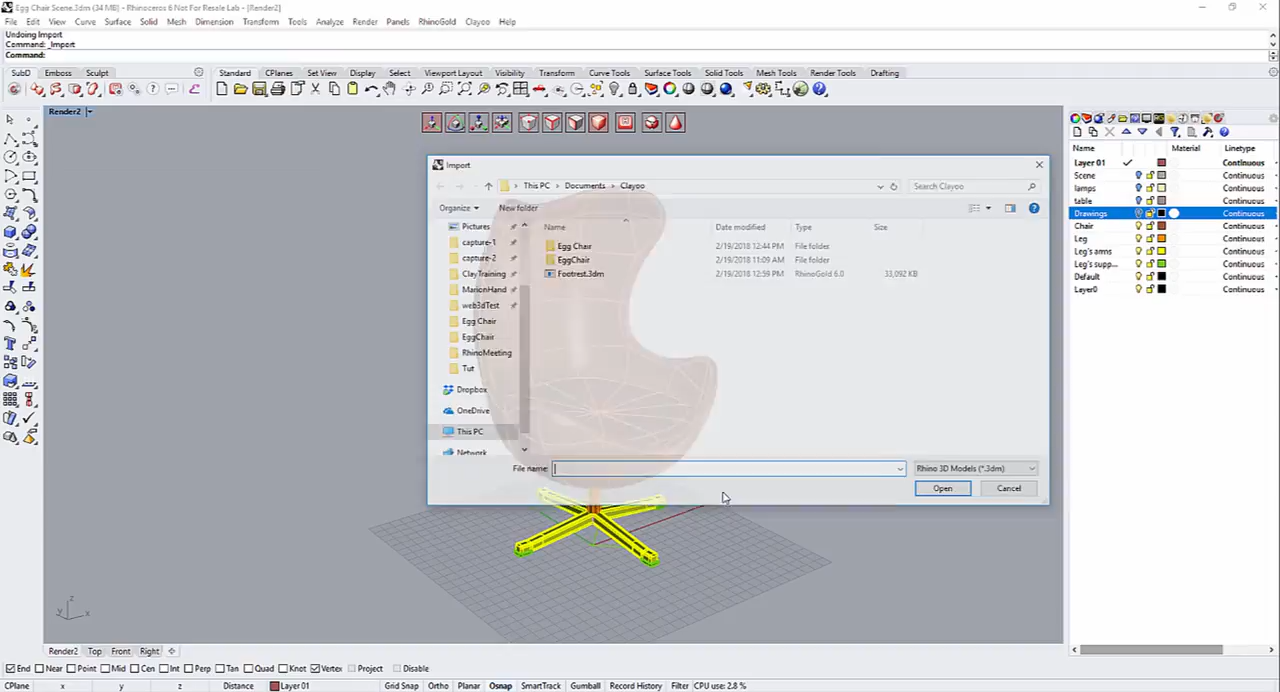 Egg Chair Scene.3dm (34 MB) - Rhinoceros 6 Not For Resale Lab - [Render2]
File Edit View Curve Surface Solid Mesh Dimension Transform Tools Analyze Render Panels RhinoGold Clayoo Help
Undoing Import
Command: _Import
Command:
SubD Emboss Sculpt Standard CPlanes Set View Display Select Viewport Layout Visibility Transform Curve Tools Surface Tools Solid Tools Mesh Tools Render Tools Drafting
Render2
Import
This PC > Documents > Clayoo
Search Clayoo
Organize New folder
Pictures
capture-1
capture-2
ClayTraining
MarionHand
web3dTest
Egg Chair
EggChair
RhinoMeeting
Tut
Dropbox
OneDrive
This PC
Network
Name Date modified Type Size
Egg Chair 2/19/2018 12:44 PM File folder
EggChair 2/19/2018 11:09 AM File folder
Footrest.3dm 2/19/2018 12:59 PM RhinoGold 6.0 33,092 KB
File name:
Rhino 3D Models (*.3dm)
Open Cancel
Name Material Linetype
Layer 01 Continuous
Scene Continuous
lamps Continuous
table Continuous
Drawings Continuous
Chair Continuous
Leg Continuous
Leg's arms Continuous
Leg's supp... Continuous
Default Continuous
Layer0 Continuous
z
y x
Render2 Top Front Right
End Near Point Mid Cen Int Perp Tan Quad Knot Vertex Project Disable
CPlane x y z Distance Layer 01 Grid Snap Ortho Planar Osnap SmartTrack Gumball Record History Filter CPU use: 2.8 %